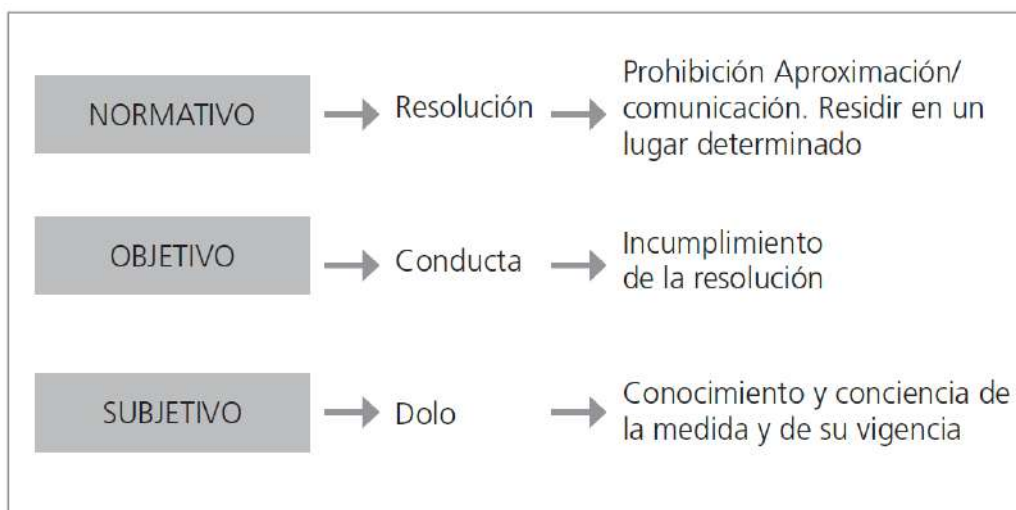 NORMATIVO
Resolución
Prohibición Aproximación/
comunicación. Residir en un
lugar determinado
OBJETIVO
Conducta
Incumplimiento
de la resolución
SUBJETIVO
Dolo
Conocimiento y conciencia de
la medida y de su vigencia